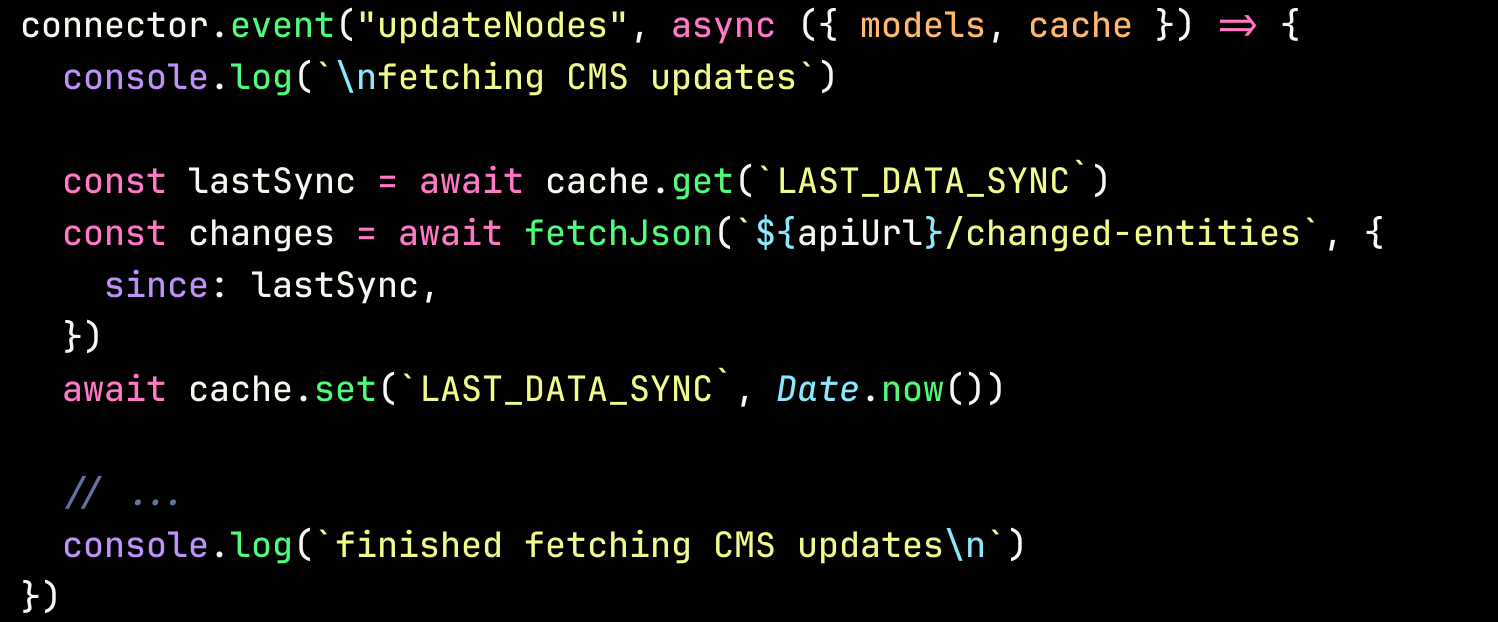 connector.event("updateNodes", async ({ models, cache }) => {
  console.log(`\nfetching CMS updates`)

  const lastSync = await cache.get(`LAST_DATA_SYNC`)
  const changes = await fetchJson(`${apiUrl}/changed-entities`, {
    since: lastSync,
  })
  await cache.set(`LAST_DATA_SYNC`, Date.now())

  // ...
  console.log(`finished fetching CMS updates\n`)
})